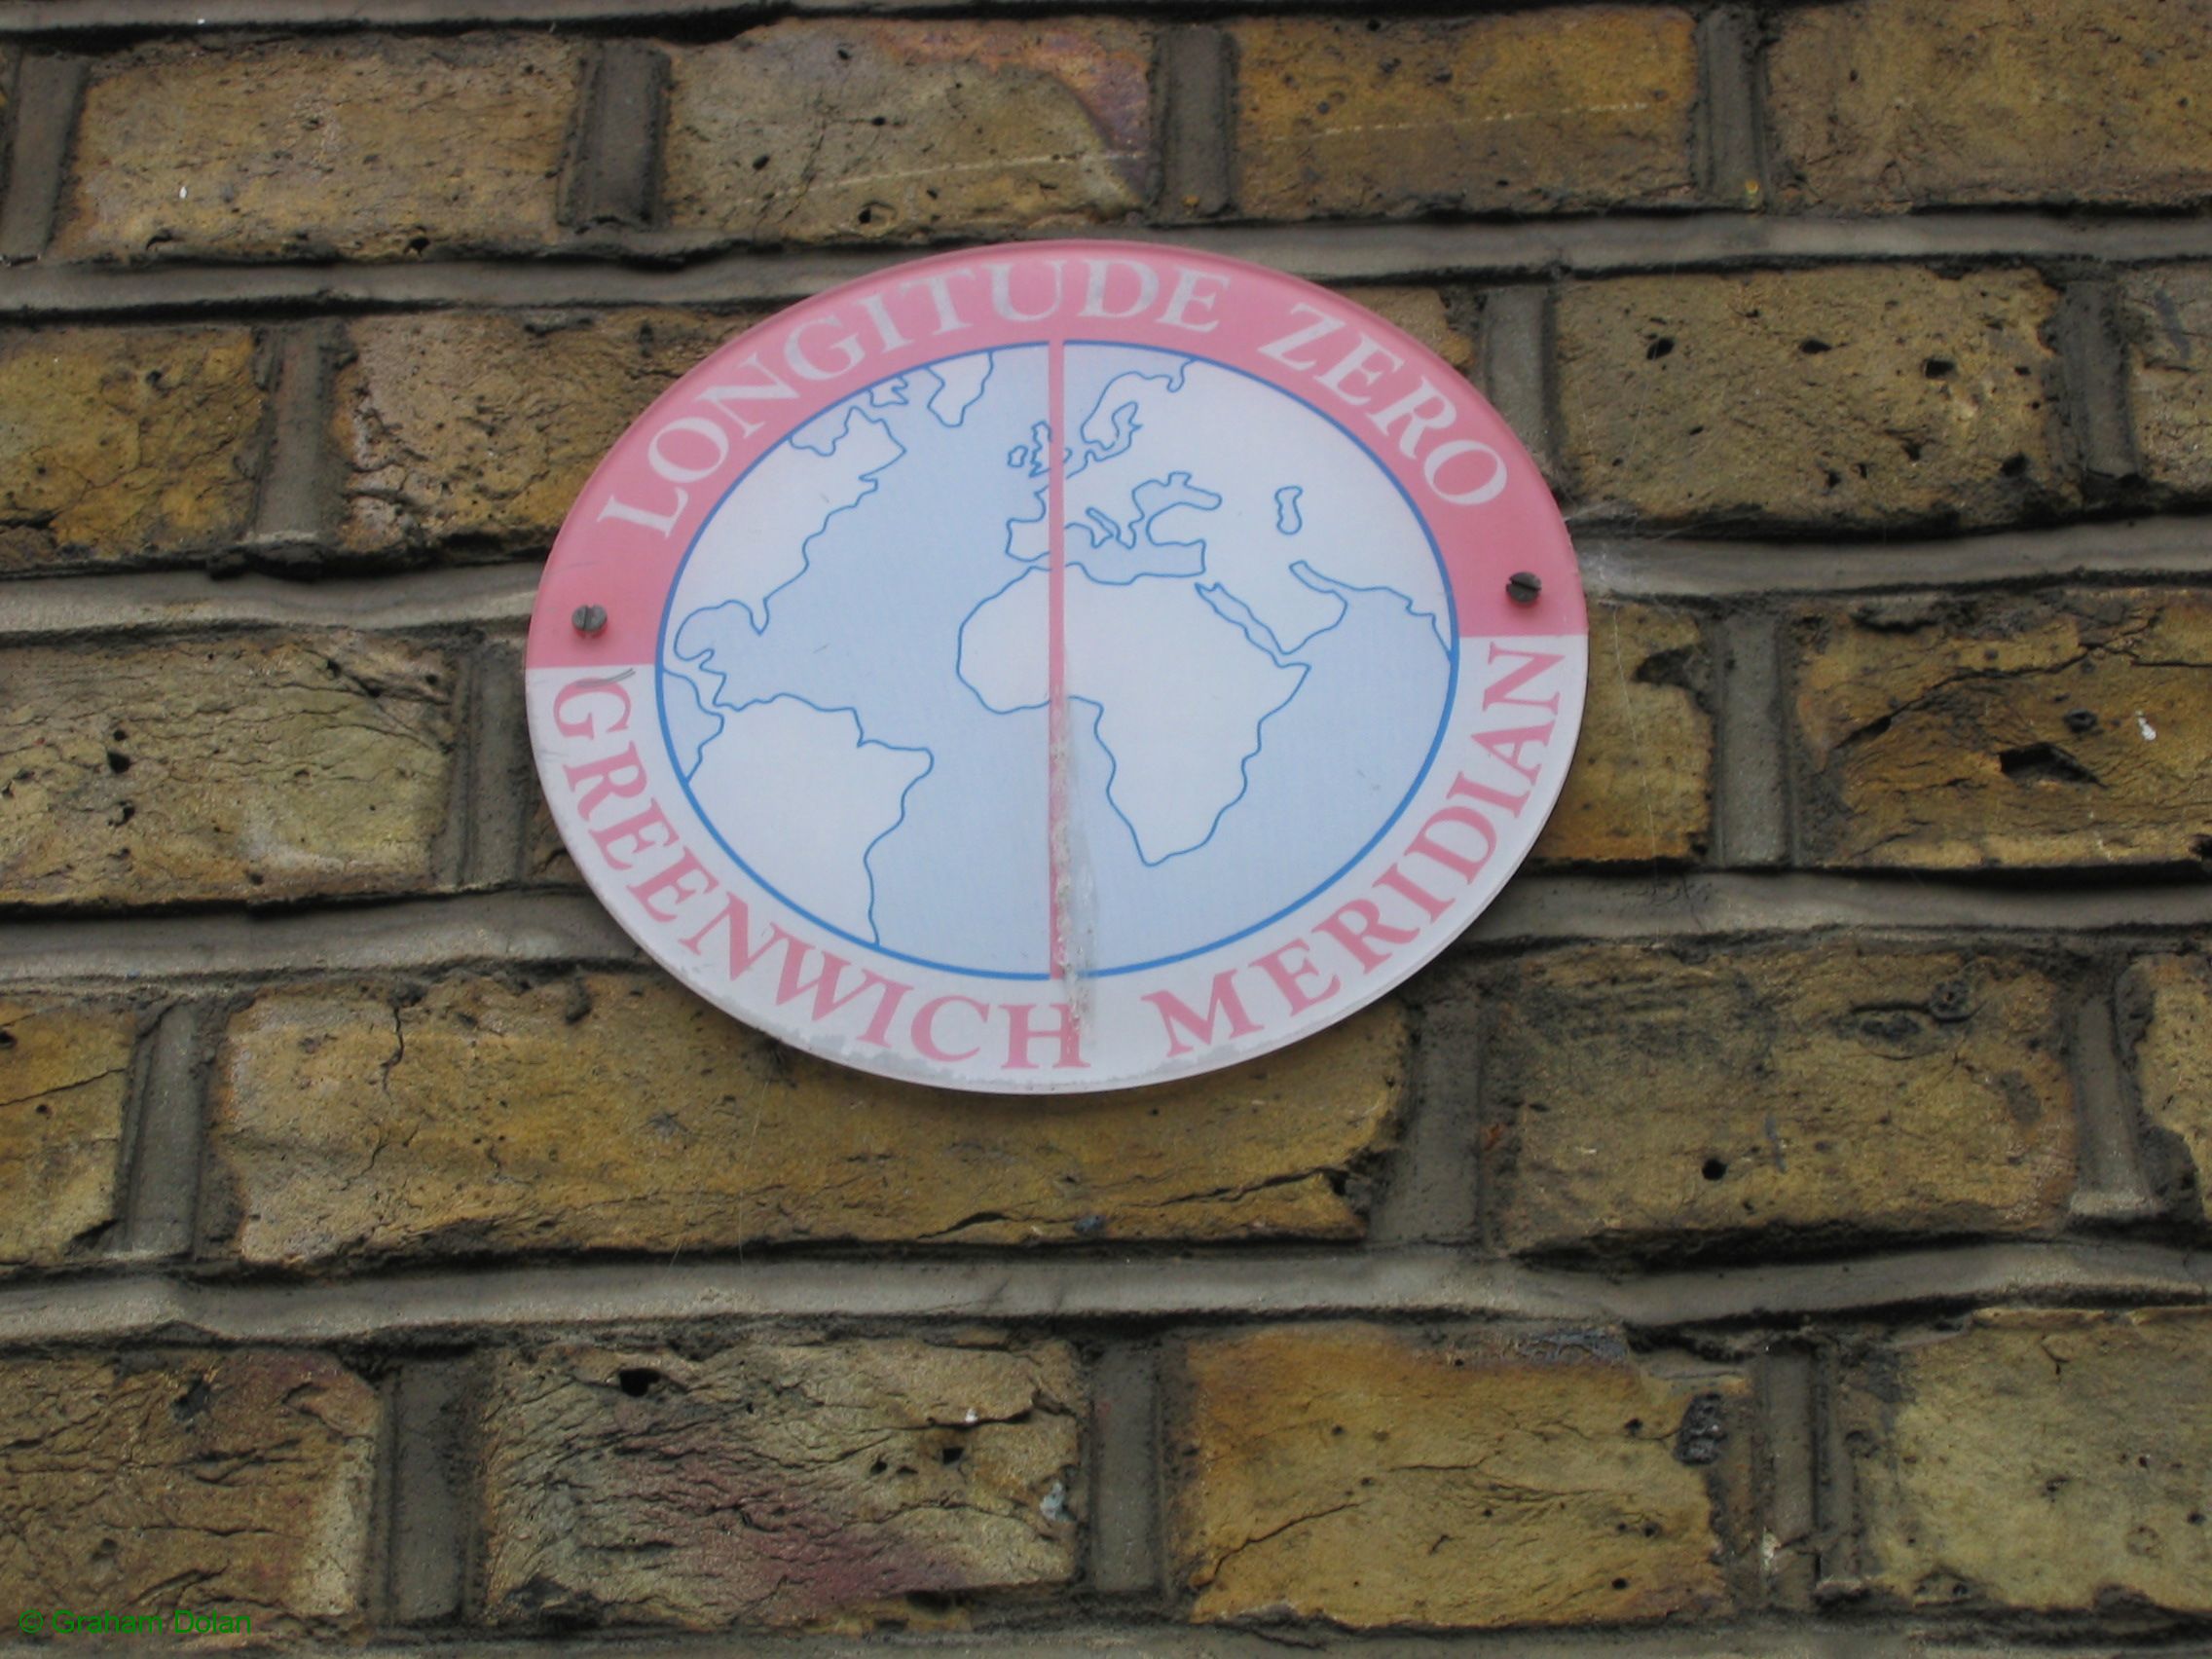 LONGITUDE ZERO
GREENWICH MERIDIAN
© Graham Dolan